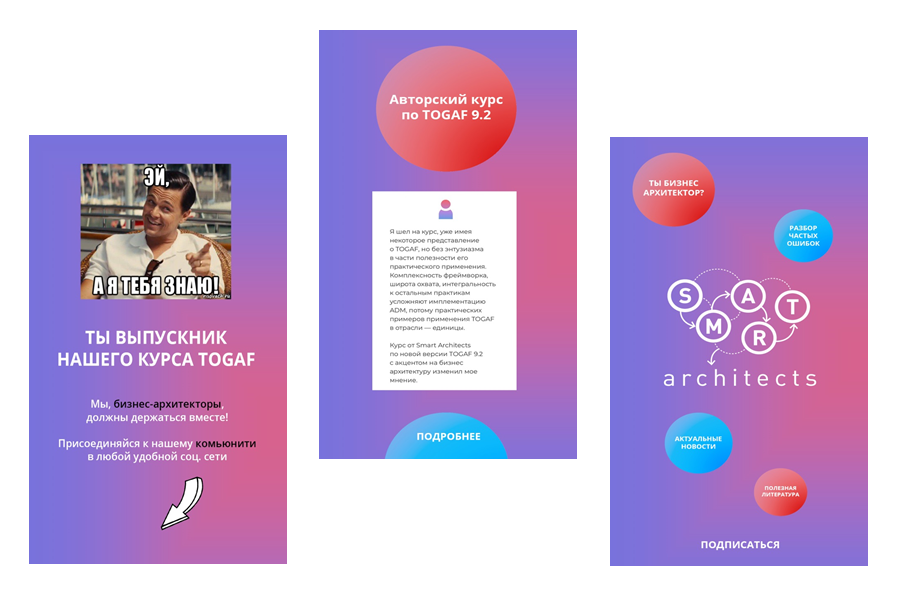 ЭЙ,
А Я ТЕБЯ ЗНАЮ!
ТЫ ВЫПУСКНИК
НАШЕГО КУРСА TOGAF
Мы, бизнес-архитекторы,
должны держаться вместе!
Присоединяйся к нашему комьюнити
в любой удобной соц. сети
Авторский курс
по TOGAF 9.2
Я шел на курс, уже имея
некоторое представление
о TOGAF, но без энтузиазма
в части полезности его
практического применения.
Комплексность фреймворка,
широта охвата, интегральность
к остальным практикам
усложняют имплементацию
ADM, потому практических
примеров применения TOGAF
в отрасли — единицы.
Курс от Smart Architects
по новой версии TOGAF 9.2
с акцентом на бизнес
архитектуру изменил мое
мнение.
ПОДРОБНЕЕ
ТЫ БИЗНЕС
АРХИТЕКТОР?
РАЗБОР
ЧАСТЫХ
ОШИБОК
SMART
architects
АКТУАЛЬНЫЕ
НОВОСТИ
ПОЛЕЗНАЯ
ЛИТЕРАТУРА
ПОДПИСАТЬСЯ